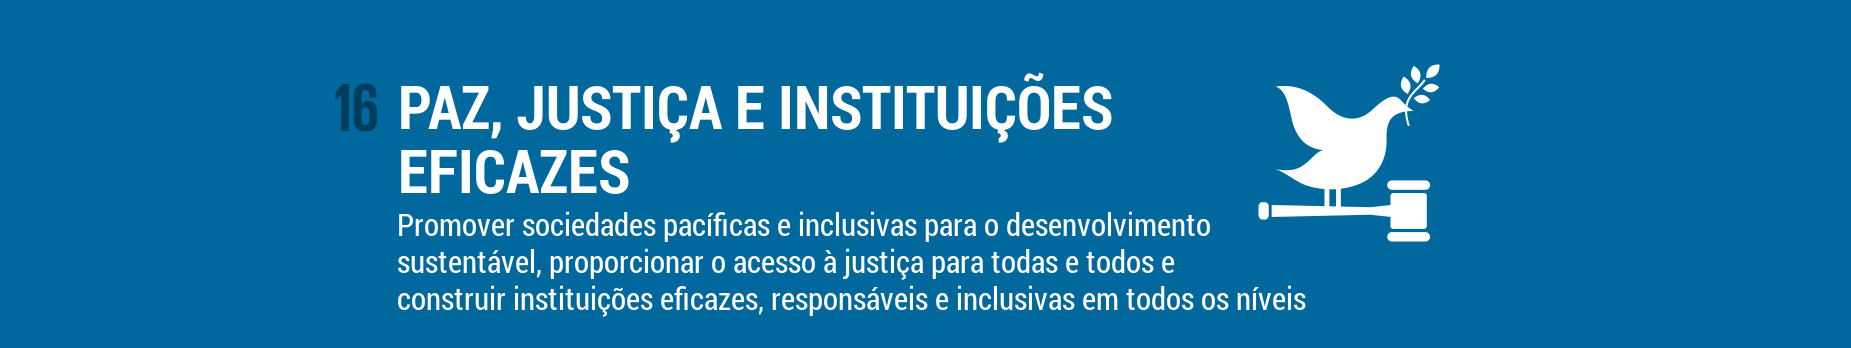 16 PAZ, JUSTIÇA E INSTITUIÇÕES
EFICAZES
Promover sociedades pacíficas e inclusivas para o desenvolvimento
sustentável, proporcionar o acesso à justiça para todas e todos e
construir instituições eficazes, responsáveis e inclusivas em todos os níveis